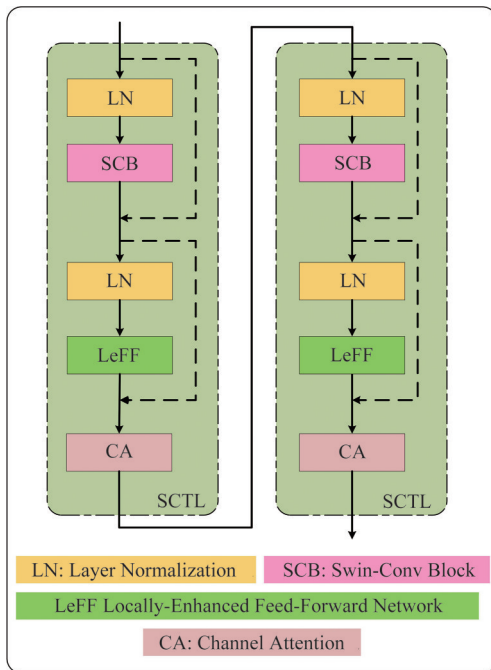 LN
SCB
LN
LeFF
CA
SCTL
LN
SCB
LN
LeFF
CA
SCTL
LN: Layer Normalization
SCB: Swin-Conv Block
LeFF Locally-Enhanced Feed-Forward Network
CA: Channel Attention